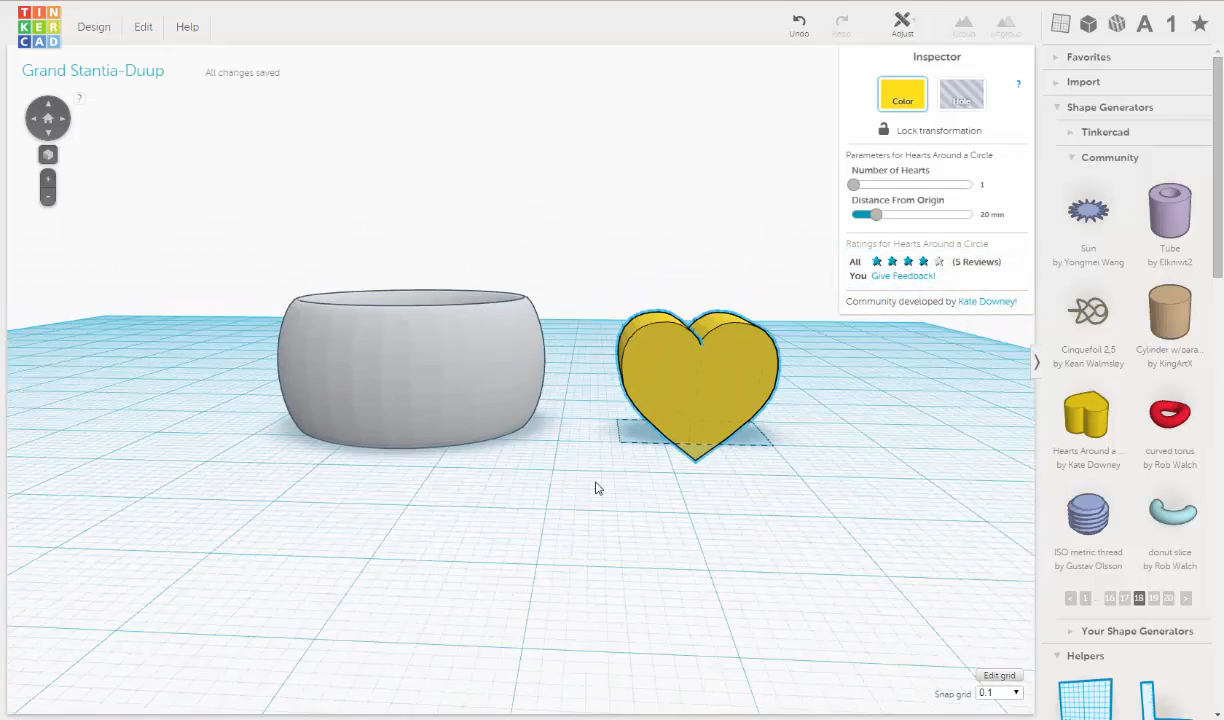 TIN
KER
CAD
Design
Edit
Help
Undo
Redo
Adjust
Group
Ungroup
A
1
Grand Stantia-Duup
All changes saved
?
Inspector
Color
Hole
?
Lock transformation
Parameters for Hearts Around a Circle
Number of Hearts
1
Distance From Origin
20 mm
Ratings for Hearts Around a Circle
All
(5 Reviews)
You Give Feedback!
Community developed by Kate Downey!
Favorites
Import
Shape Generators
Tinkercad
Community
Sun
by Yongmei Wang
Tube
by Elknwt2
Cinquefoil 2,5
by Kean Walmsley
Cylinder w/para...
by KingArtX
Hearts Around a ...
by Kate Downey
curved torus
by Rob Walch
ISO metric thread
by Gustav Olsson
donut slice
by Rob Walch
< 1 ... 16 17 18 19 20 >
Your Shape Generators
Helpers
Edit grid
Snap grid 0.1